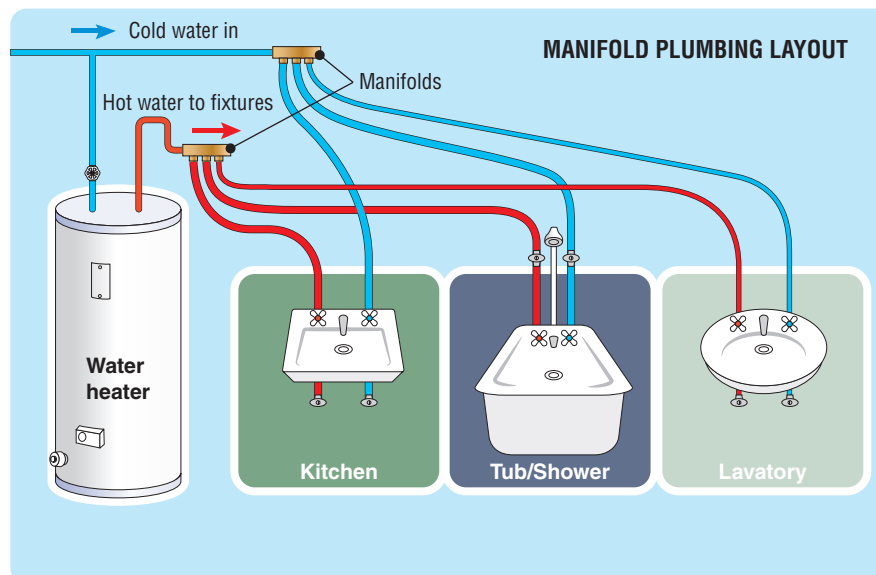 Cold water in
MANIFOLD PLUMBING LAYOUT
Manifolds
Hot water to fixtures
Water
heater
Kitchen
Tub/Shower
Lavatory